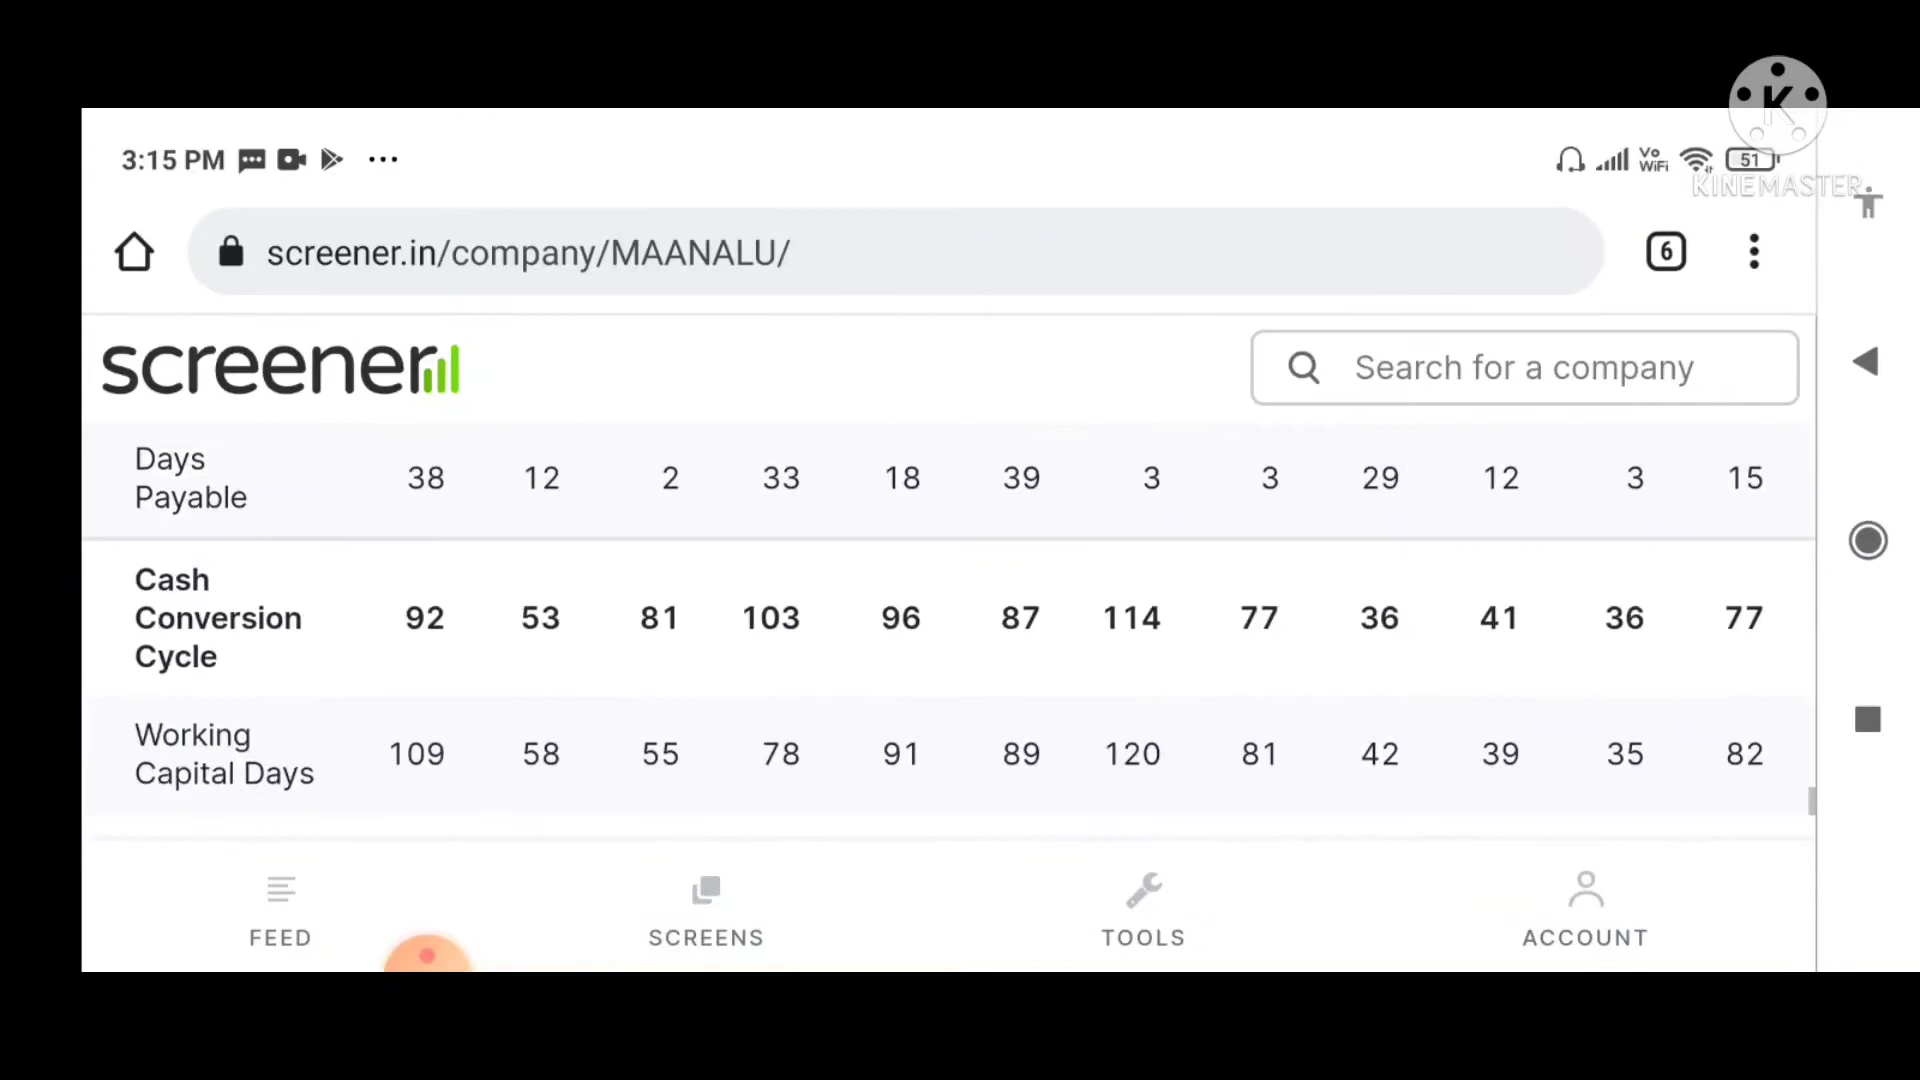 3:15 PM
Vo
WiFi
51
K
KINEMASTER
screener.in/company/MAANALU/
6
screener
Search for a company
Days
Payable
38 12 2 33 18 39 3 3 29 12 3 15
Cash
Conversion
Cycle
92 53 81 103 96 87 114 77 36 41 36 77
Working
Capital Days
109 58 55 78 91 89 120 81 42 39 35 82
FEED SCREENS TOOLS ACCOUNT